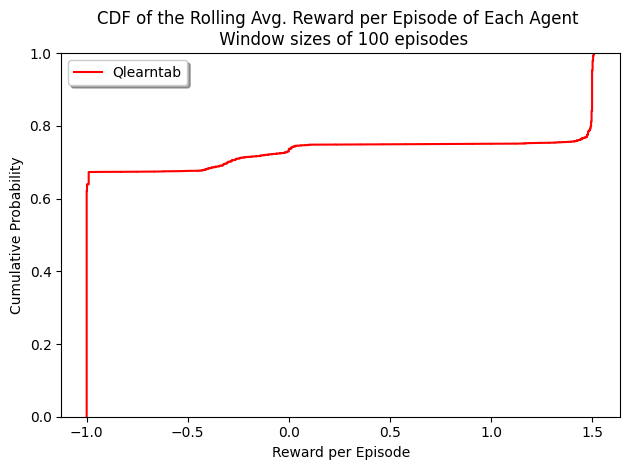 CDF of the Rolling Avg. Reward per Episode of Each Agent
Window sizes of 100 episodes
Qlearntab
1.0
0.8
0.6
0.4
0.2
0.0
Cumulative Probability
−1.0 −0.5 0.0 0.5 1.0 1.5
Reward per Episode